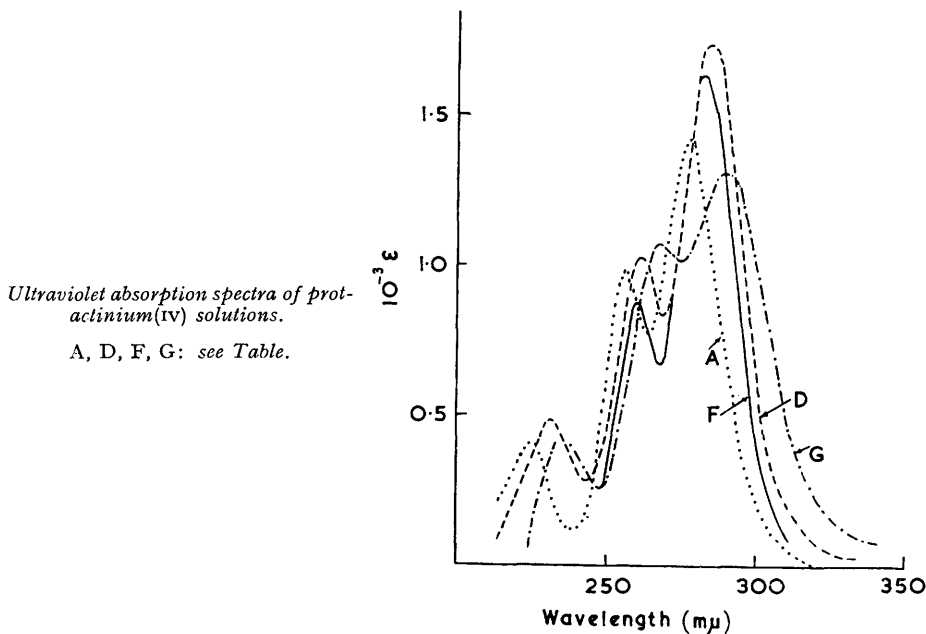 Ultraviolet absorption spectra of prot-
actinium(IV) solutions.
A, D, F, G: see Table.
10⁻³ ε
1·5
1·0
0·5
A
F
D
G
250
300
350
Wavelength (mμ)